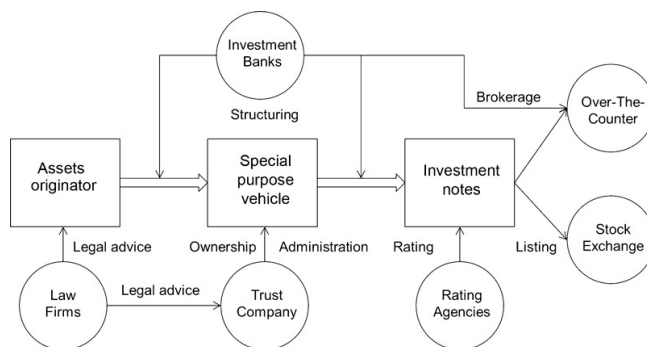 Investment
Banks
Structuring
Brokerage
Over-The-
Counter
Assets
originator
Special
purpose
vehicle
Investment
notes
Legal advice
Ownership
Administration
Rating
Listing
Stock
Exchange
Law
Firms
Legal advice
Trust
Company
Rating
Agencies